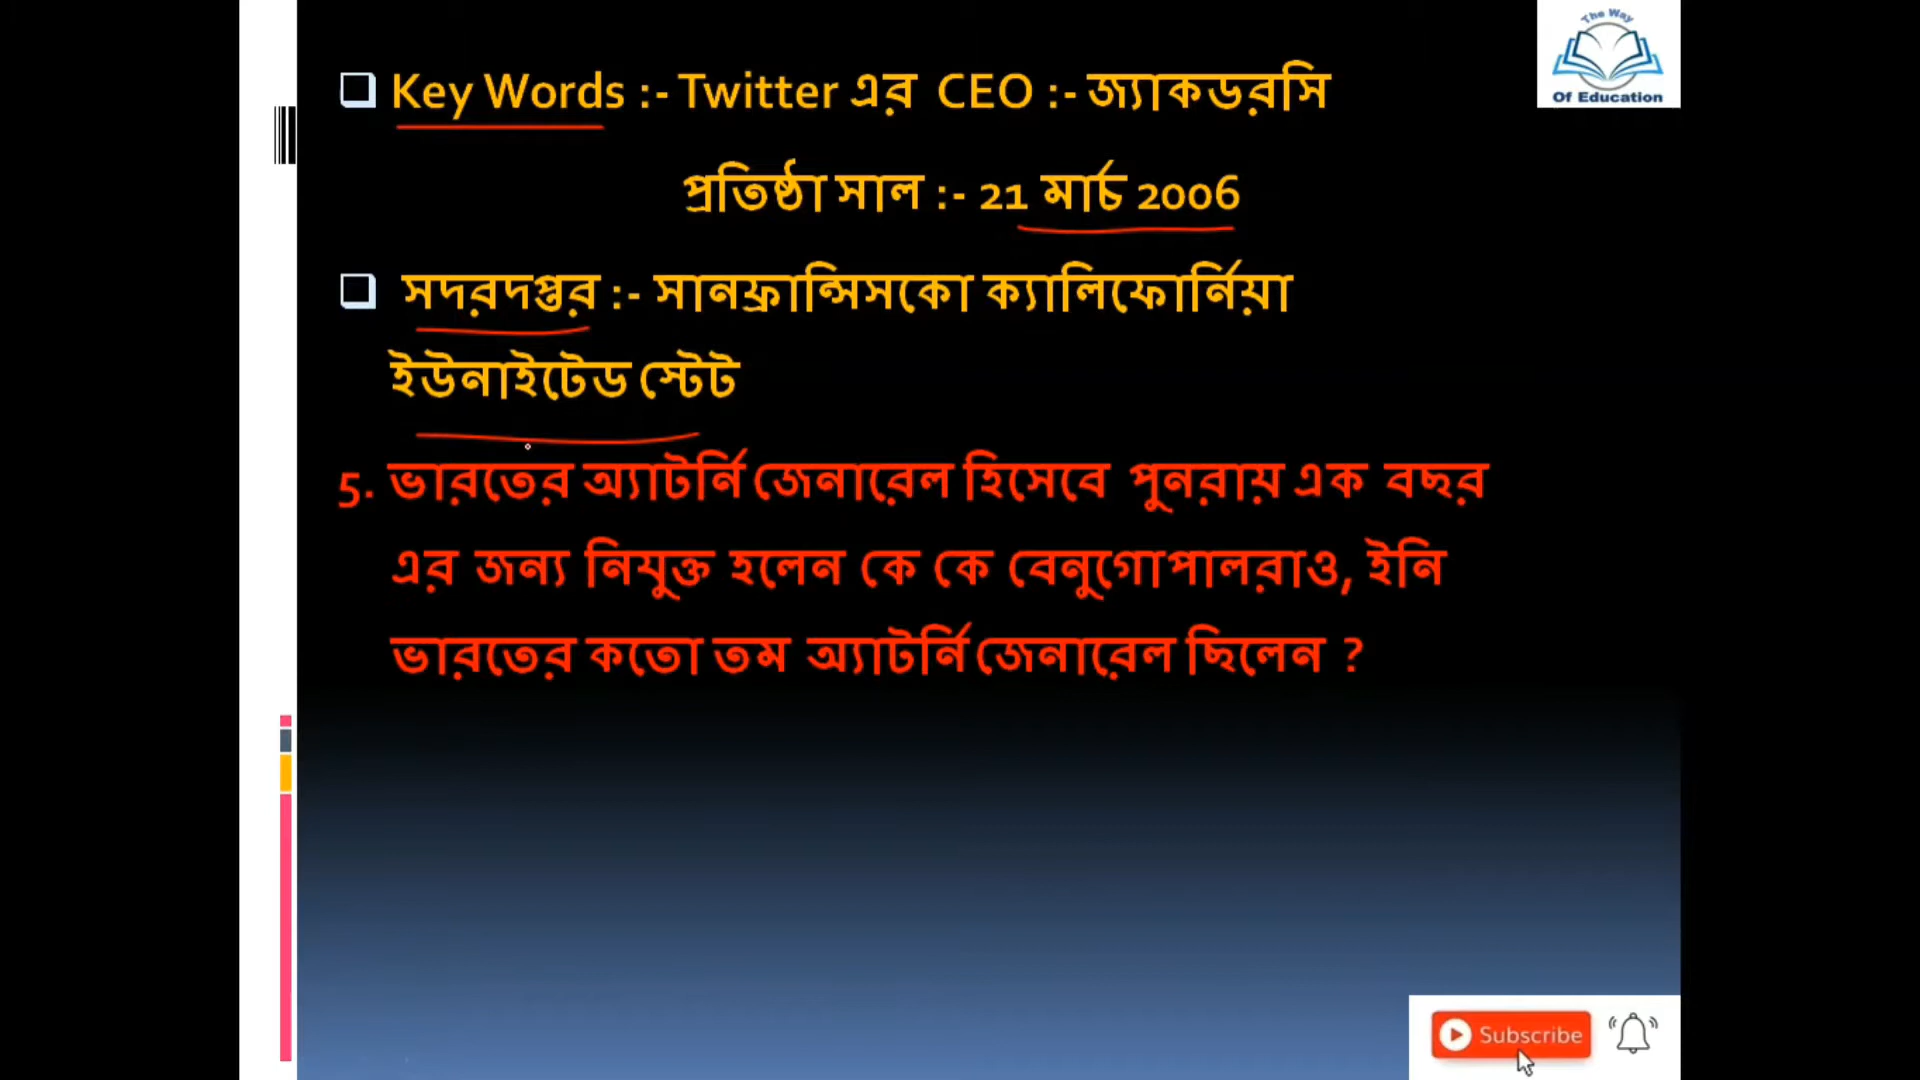 The Way
Of Education
Key Words :- Twitter এর CEO :- জ্যাকডরসি
প্রতিষ্ঠা সাল :- 21 মার্চ 2006
সদরদপ্তর :- সানফ্রান্সিসকো ক্যালিফোর্নিয়া
ইউনাইটেড স্টেট
5. ভারতের অ্যাটর্নি জেনারেল হিসেবে পুনরায় এক বছর
এর জন্য নিযুক্ত হলেন কে কে বেনুগোপালরাও, ইনি
ভারতের কতো তম অ্যাটর্নি জেনারেল ছিলেন ?
Subscribe